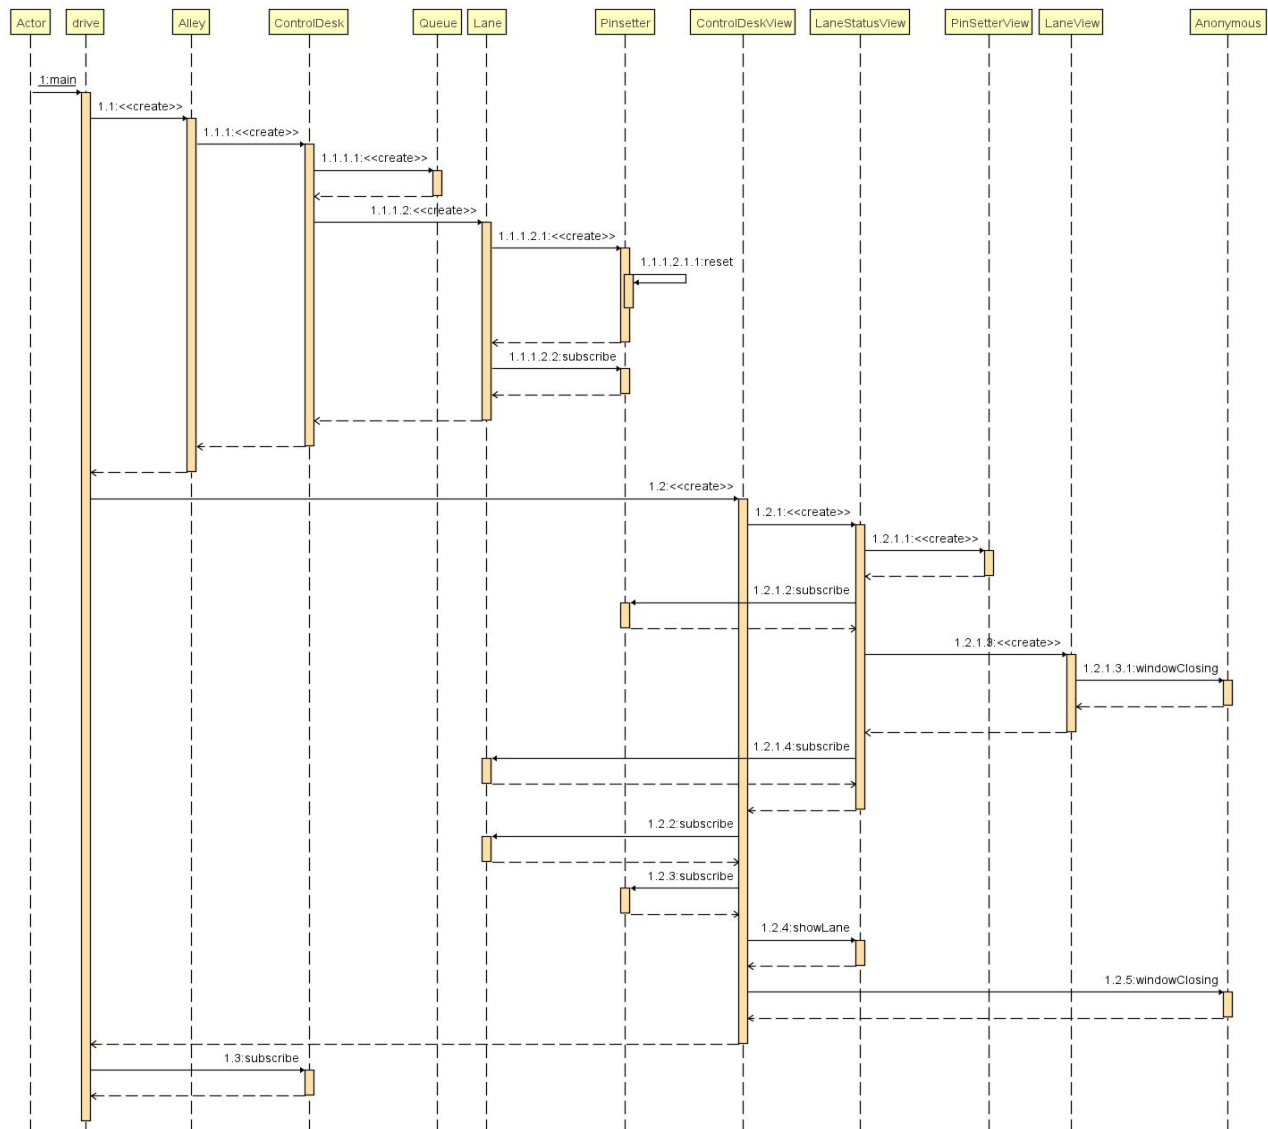 Actor
drive
Alley
ControlDesk
Queue
Lane
Pinsetter
ControlDeskView
LaneStatusView
PinSetterView
LaneView
Anonymous
1:main
1.1:<<create>>
1.1.1:<<create>>
1.1.1.1:<<create>>
1.1.1.2:<<create>>
1.1.1.2.1:<<create>>
1.1.1.2.1.1:reset
1.1.1.2.2:subscribe
1.2:<<create>>
1.2.1:<<create>>
1.2.1.1:<<create>>
1.2.1.2:subscribe
1.2.1.3:<<create>>
1.2.1.3.1:windowClosing
1.2.1.4:subscribe
1.2.2:subscribe
1.2.3:subscribe
1.2.4:showLane
1.2.5:windowClosing
1.3:subscribe